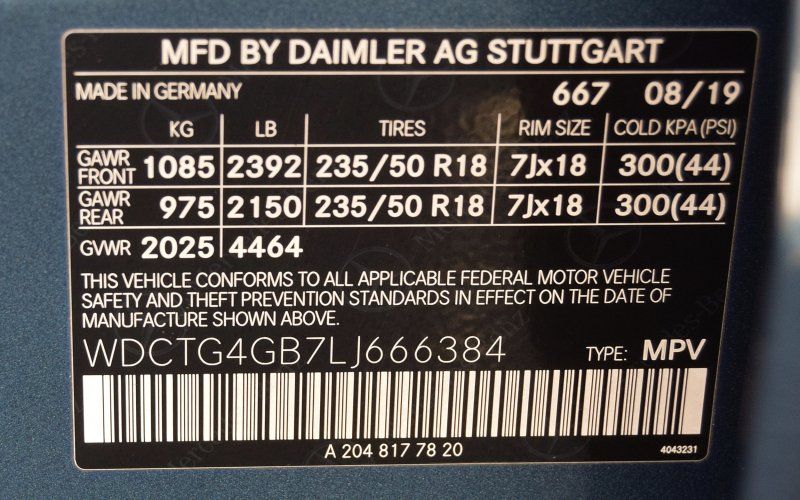 MFD BY DAIMLER AG STUTTGART
MADE IN GERMANY 667 08/19
KG LB TIRES RIM SIZE COLD KPA(PSI)
GAWR FRONT 1085 2392 235/50 R18 7Jx18 300(44)
GAWR REAR 975 2150 235/50 R18 7Jx18 300(44)
GVWR 2025 4464
THIS VEHICLE CONFORMS TO ALL APPLICABLE FEDERAL MOTOR VEHICLE
SAFETY AND THEFT PREVENTION STANDARDS IN EFFECT ON THE DATE OF
MANUFACTURE SHOWN ABOVE.
WDCTG4GB7LJ666384 TYPE: MPV
A 204 817 78 20 4043231